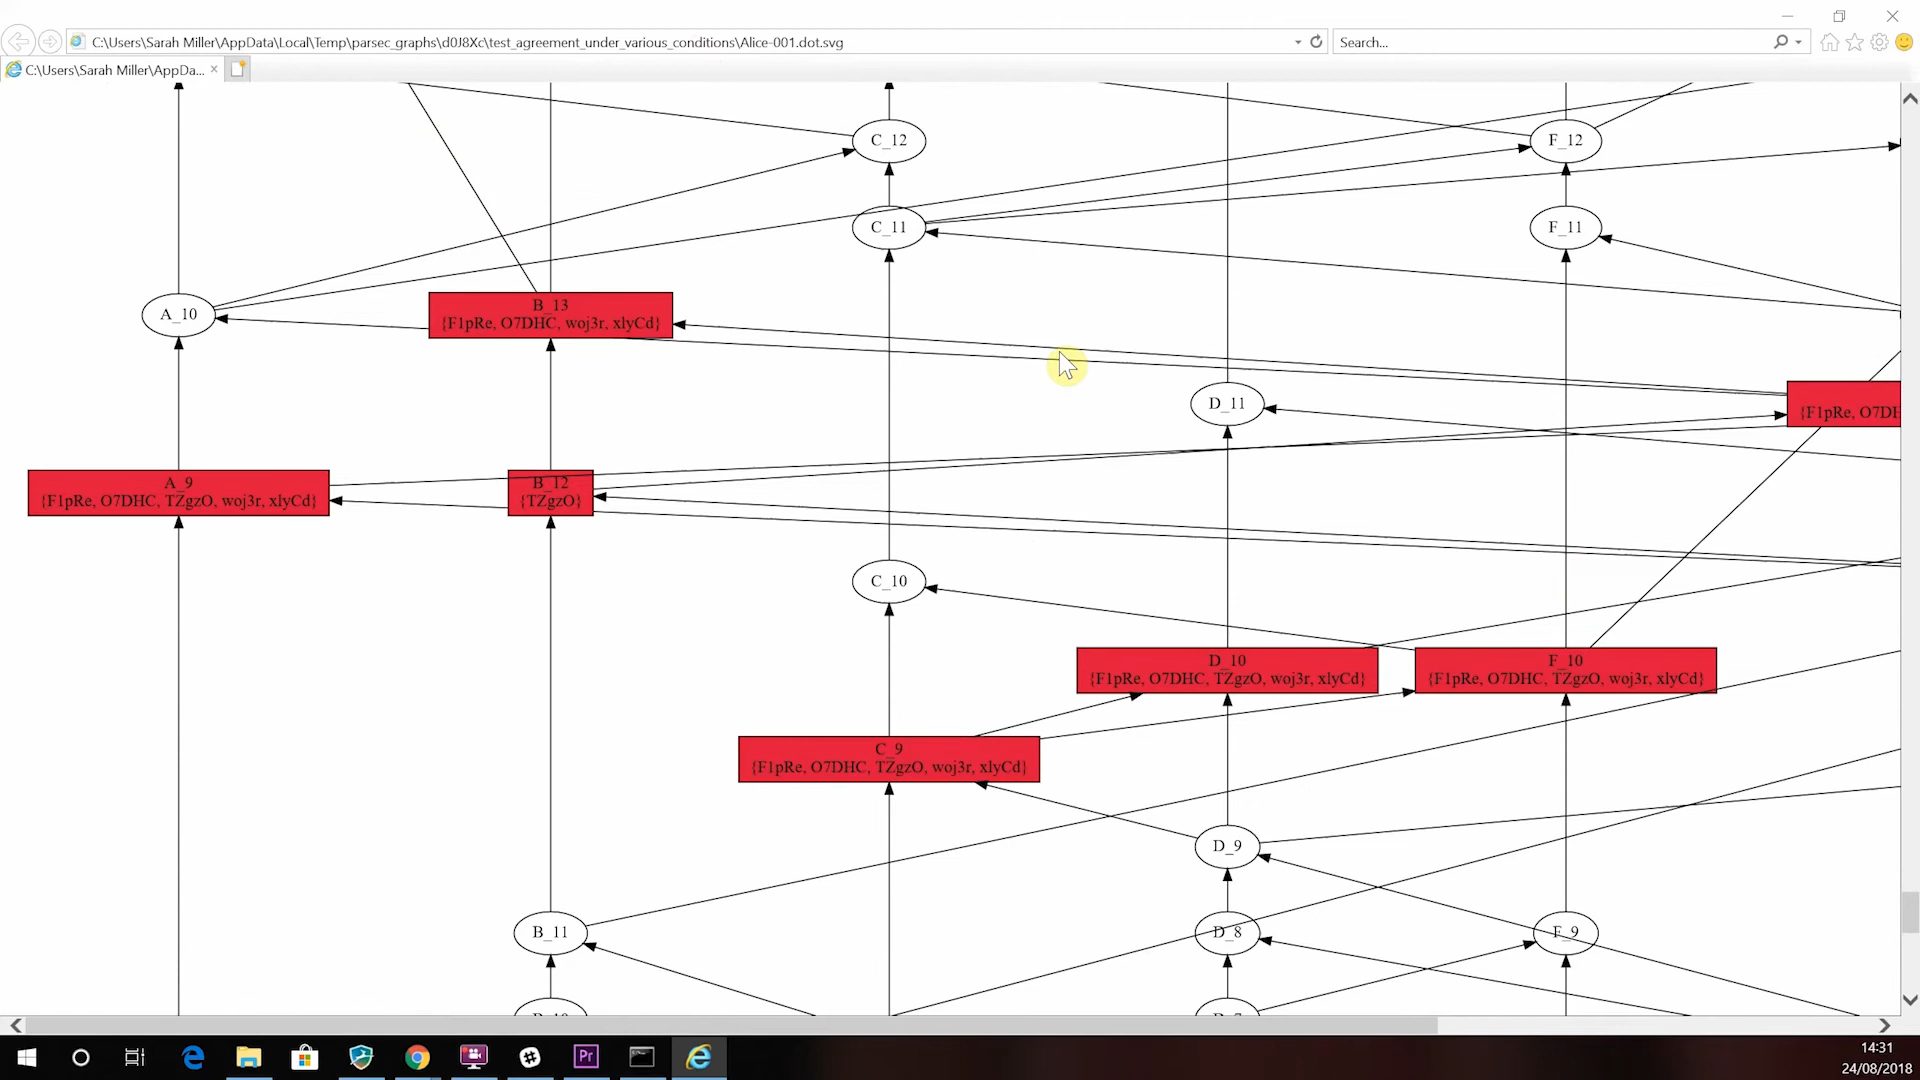 C:\Users\Sarah Miller\AppData\Local\Temp\parsec_graphs\d0J8Xc\test_agreement_under_various_conditions\Alice-001.dot.svg
Search...
C:\Users\Sarah Miller\AppDa...
C_12
F_12
C_11
F_11
A_10
B_13
{F1pRe, O7DHC, woj3r, xlyCd}
D_11
{F1pRe, O7DH
A_9
{F1pRe, O7DHC, TZgzO, woj3r, xlyCd}
B_12
{TZgzO}
C_10
D_10
{F1pRe, O7DHC, TZgzO, woj3r, xlyCd}
F_10
{F1pRe, O7DHC, TZgzO, woj3r, xlyCd}
C_9
{F1pRe, O7DHC, TZgzO, woj3r, xlyCd}
D_9
B_11
D_8
F_9
Pr
14:31
24/08/2018